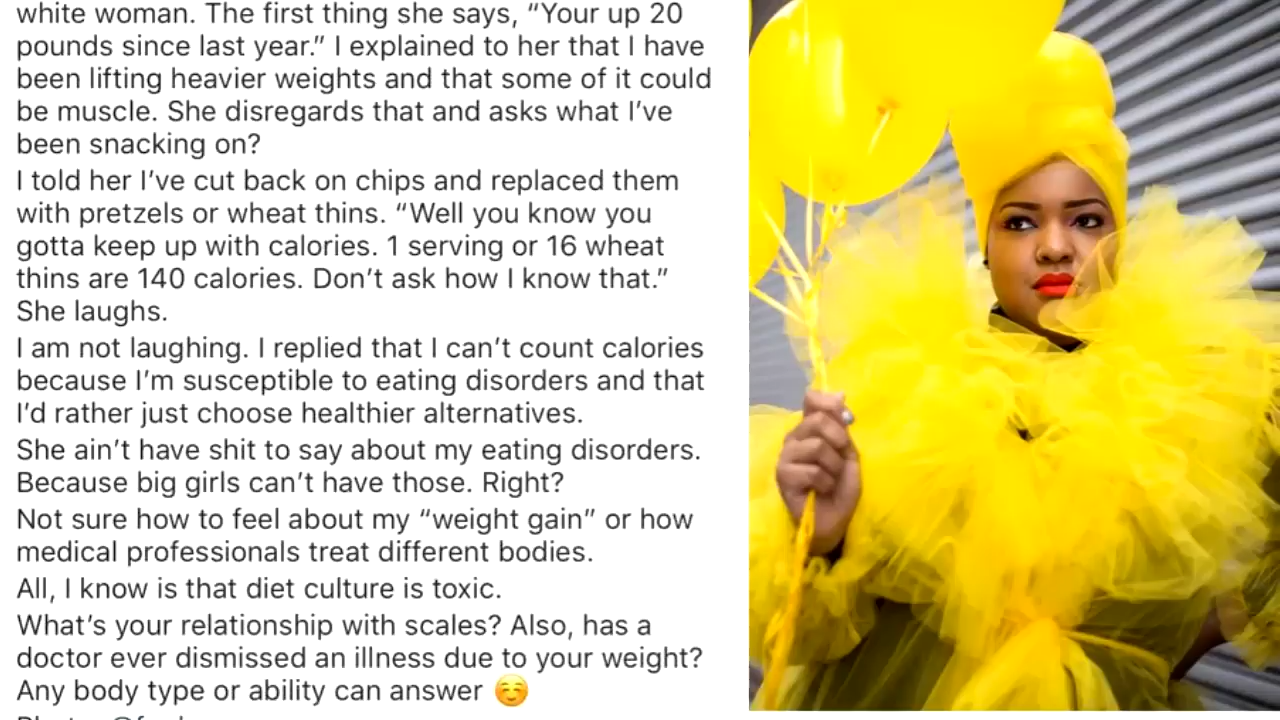 white woman. The first thing she says, “Your up 20
pounds since last year.” I explained to her that I have
been lifting heavier weights and that some of it could
be muscle. She disregards that and asks what I’ve
been snacking on?
I told her I’ve cut back on chips and replaced them
with pretzels or wheat thins. “Well you know you
gotta keep up with calories. 1 serving or 16 wheat
thins are 140 calories. Don’t ask how I know that.”
She laughs.
I am not laughing. I replied that I can’t count calories
because I’m susceptible to eating disorders and that
I’d rather just choose healthier alternatives.
She ain’t have shit to say about my eating disorders.
Because big girls can’t have those. Right?
Not sure how to feel about my “weight gain” or how
medical professionals treat different bodies.
All, I know is that diet culture is toxic.
What’s your relationship with scales? Also, has a
doctor ever dismissed an illness due to your weight?
Any body type or ability can answer ☺️